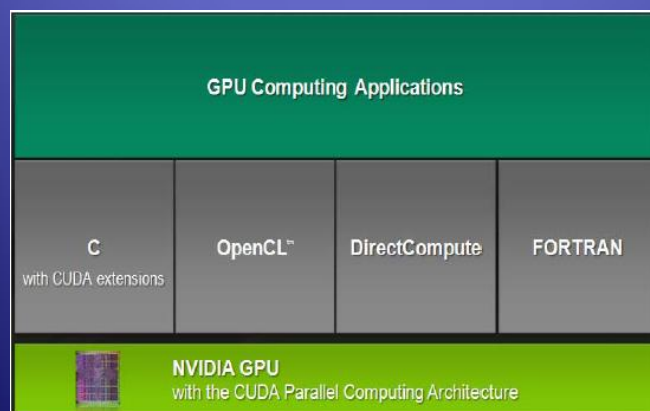 GPU Computing Applications
C
with CUDA extensions
OpenCL™
DirectCompute
FORTRAN
NVIDIA GPU
with the CUDA Parallel Computing Architecture